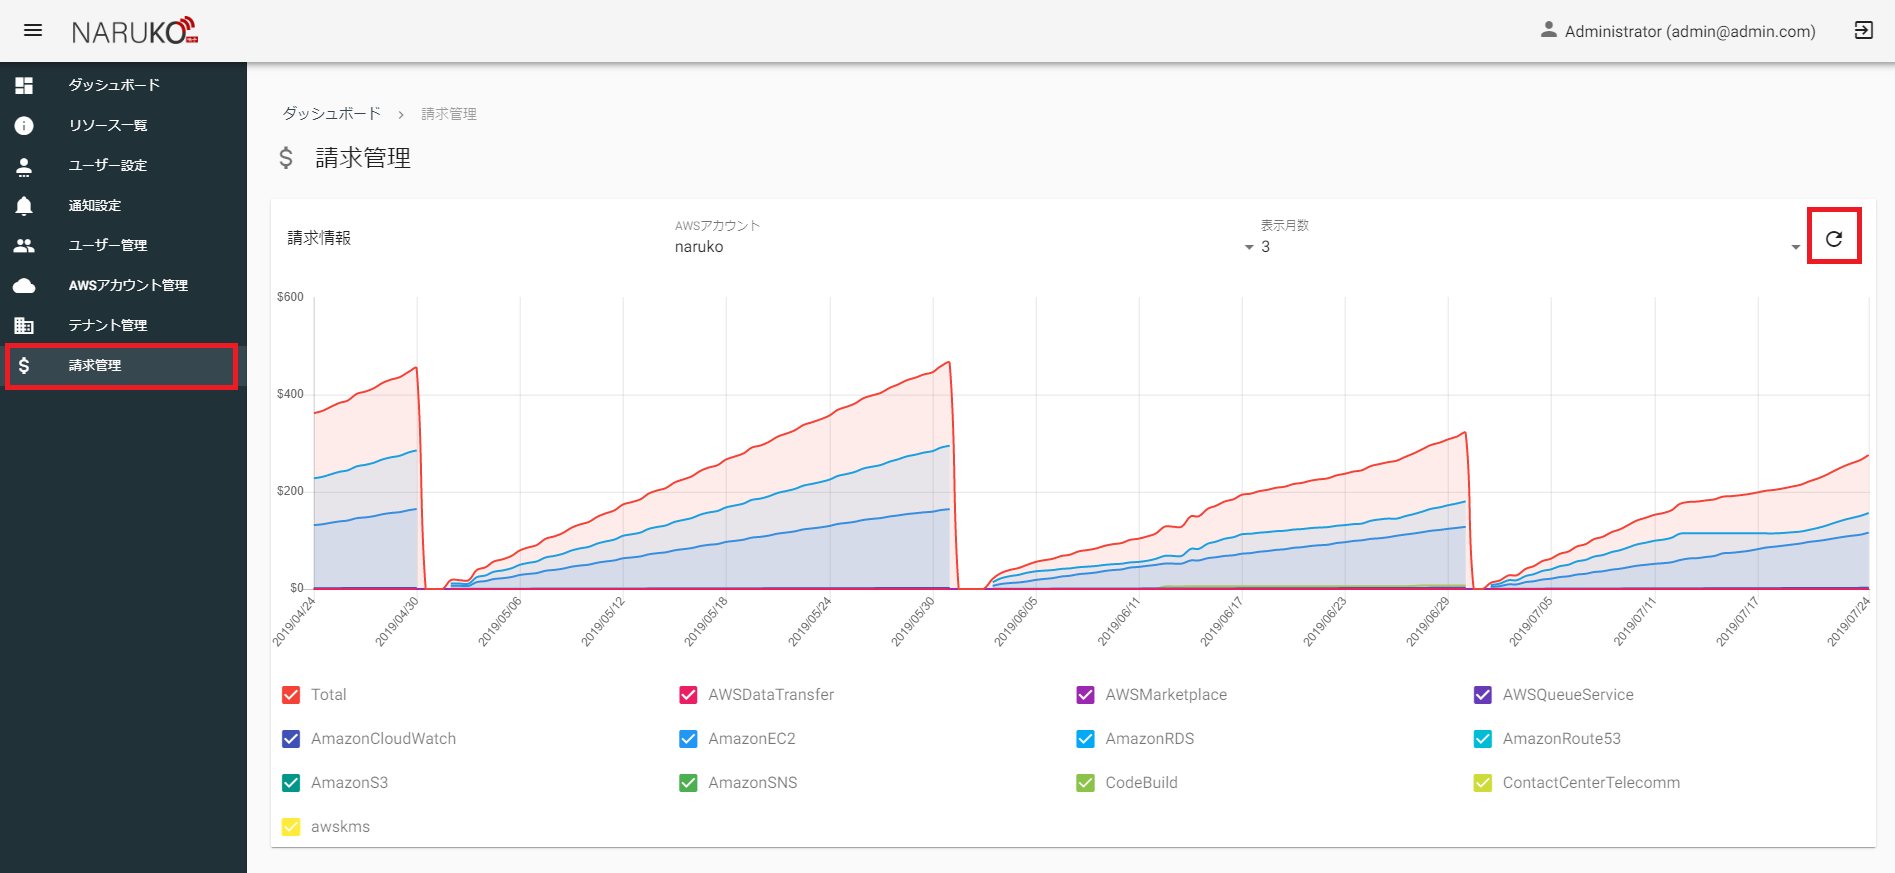 NARUKO
Administrator (admin@admin.com)
ダッシュボード
リソース一覧
ユーザー設定
通知設定
ユーザー管理
AWSアカウント管理
テナント管理
請求管理
ダッシュボード › 請求管理
$ 請求管理
請求情報
AWSアカウント
naruko
表示月数
3
$600
$400
$200
$0
2019/04/24
2019/04/30
2019/05/06
2019/05/12
2019/05/18
2019/05/24
2019/05/30
2019/06/05
2019/06/11
2019/06/17
2019/06/23
2019/06/29
2019/07/05
2019/07/11
2019/07/17
2019/07/24
Total
AWSDataTransfer
AWSMarketplace
AWSQueueService
AmazonCloudWatch
AmazonEC2
AmazonRDS
AmazonRoute53
AmazonS3
AmazonSNS
CodeBuild
ContactCenterTelecomm
awskms